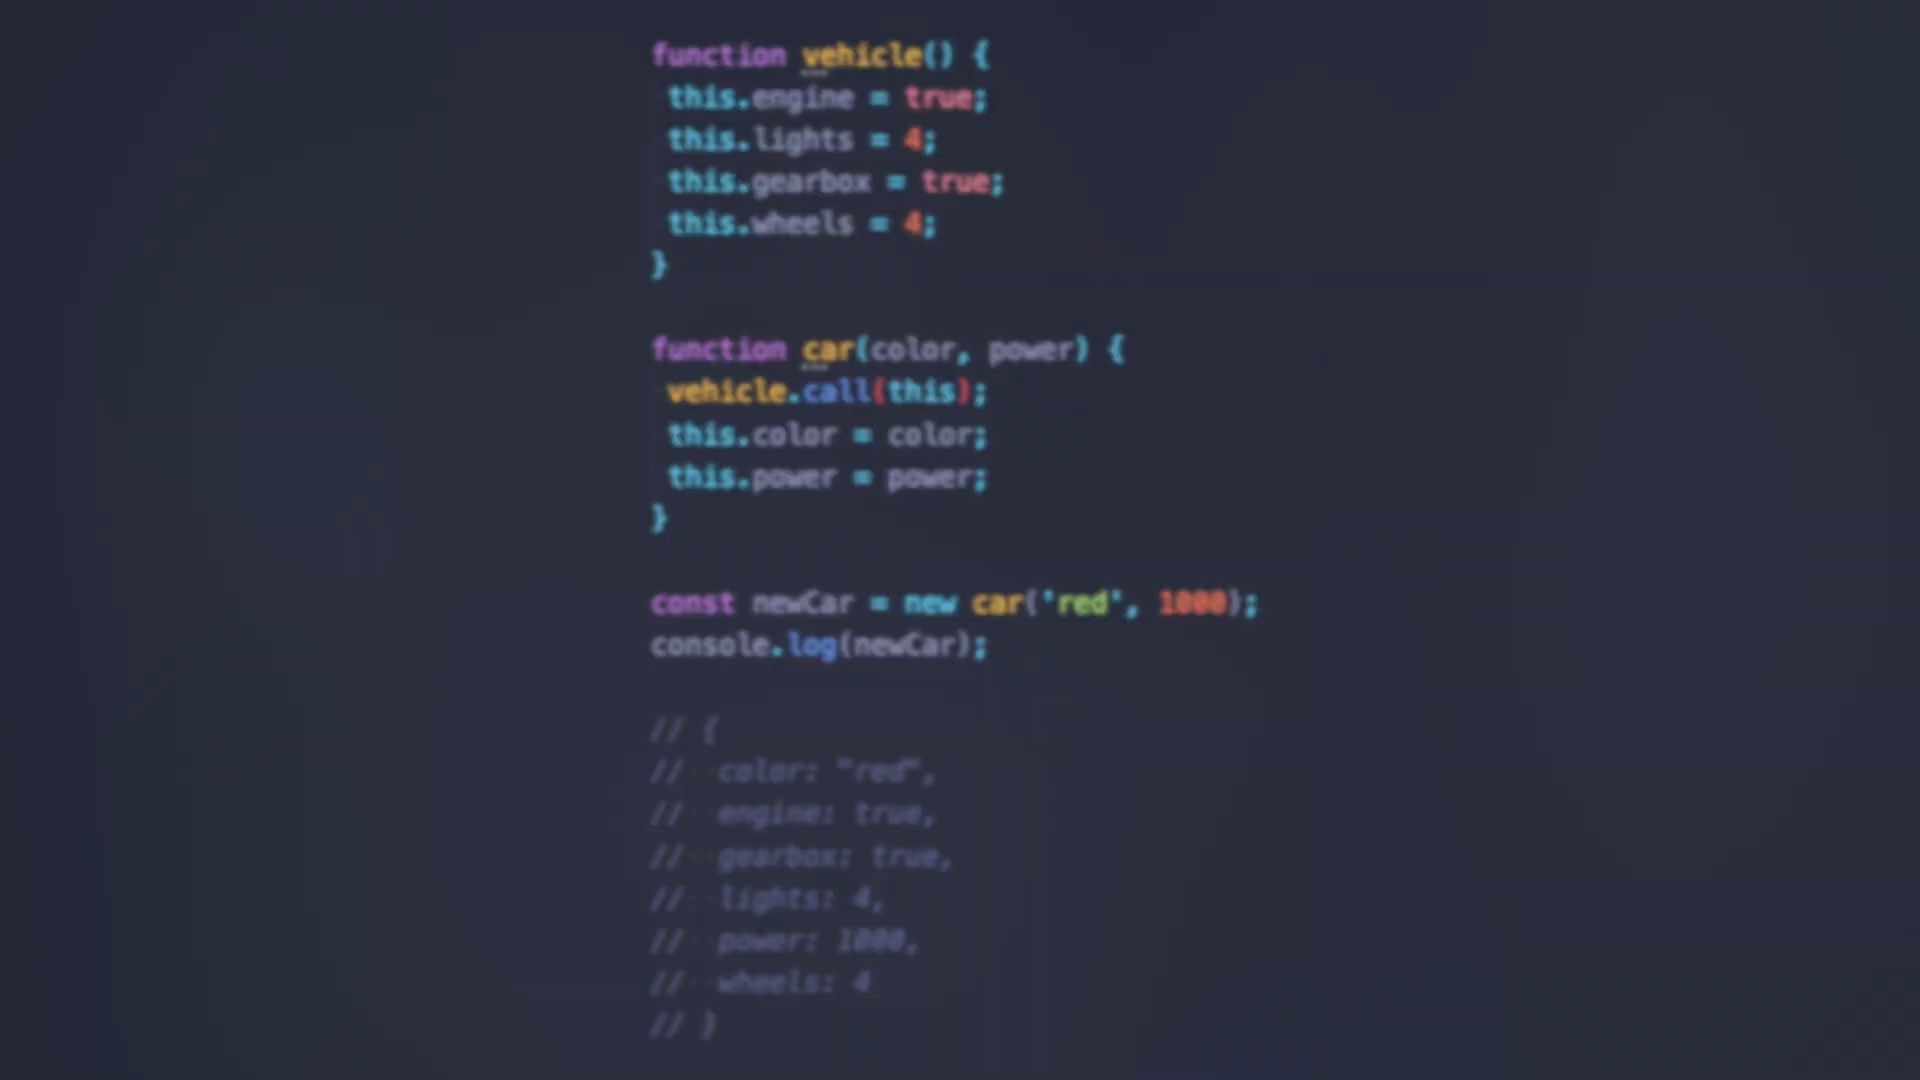 function vehicle() {
 this.engine = true;
 this.lights = 4;
 this.gearbox = true;
 this.wheels = 4;
}
function car(color, power) {
 vehicle.call(this);
 this.color = color;
 this.power = power;
}
const newCar = new car('red', 1000);
console.log(newCar);
// {
//  color: "red",
//  engine: true,
//  gearbox: true,
//  lights: 4,
//  power: 1000,
//  wheels: 4
// }